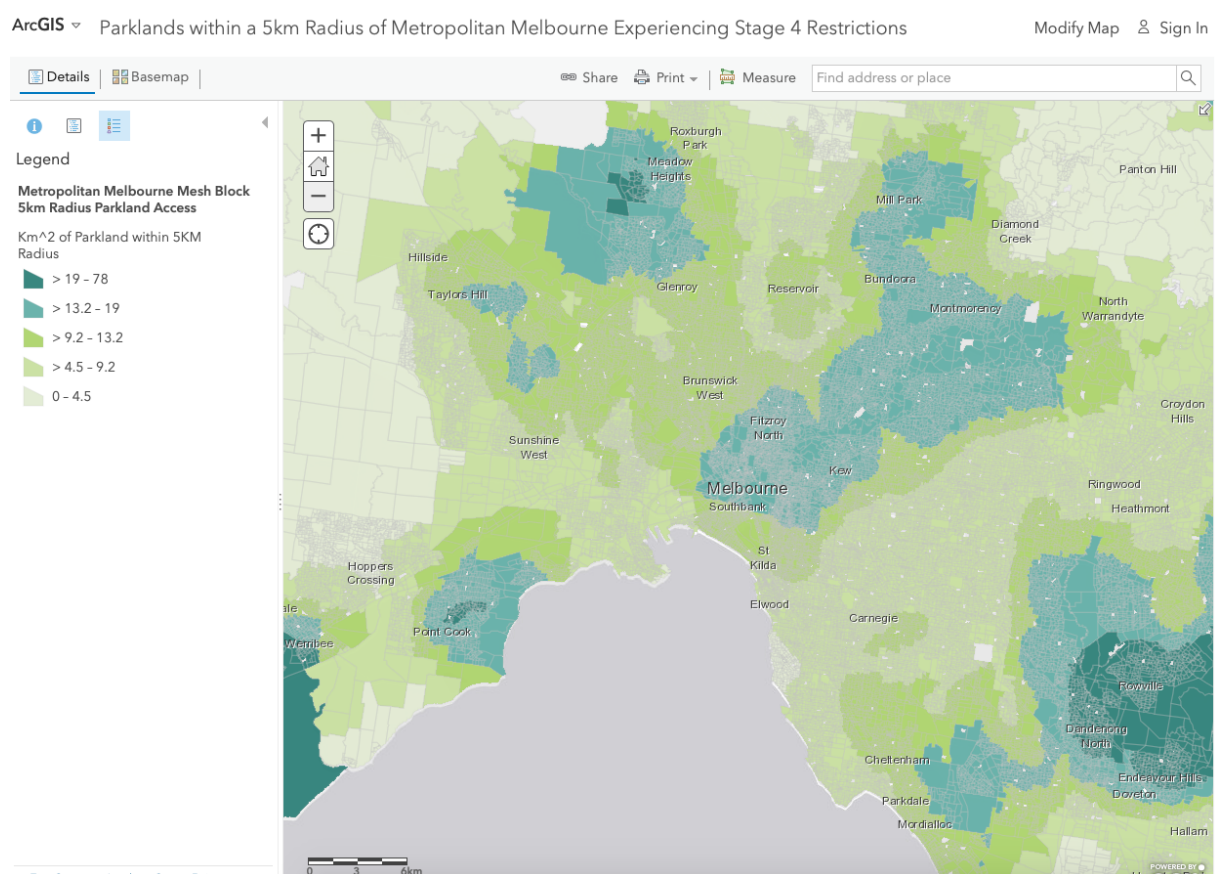 ArcGIS
Parklands within a 5km Radius of Metropolitan Melbourne Experiencing Stage 4 Restrictions
Modify Map
Sign In
Details
Basemap
Share
Print
Measure
Find address or place
Legend
Metropolitan Melbourne Mesh Block
5km Radius Parkland Access
Km^2 of Parkland within 5KM
Radius
> 19 - 78
> 13.2 - 19
> 9.2 - 13.2
> 4.5 - 9.2
0 - 4.5
Roxburgh
Park
Meadow
Heights
Panton Hill
Mill Park
Diamond
Creek
Hillside
Taylors Hill
Glenroy
Reservoir
Bundoora
Montmorency
North
Warrandyte
Brunswick
West
Croydon
Hills
Fitzroy
North
Sunshine
West
Kew
Melbourne
Southbank
Ringwood
Heathmont
St
Kilda
Hoppers
Crossing
Elwood
ale
Carnegie
Point Cook
Werribee
Rowville
Dandenong
North
Cheltenham
Endeavour Hills
Doveton
Parkdale
Mordialloc
Hallam
0 3 6km
POWERED BY